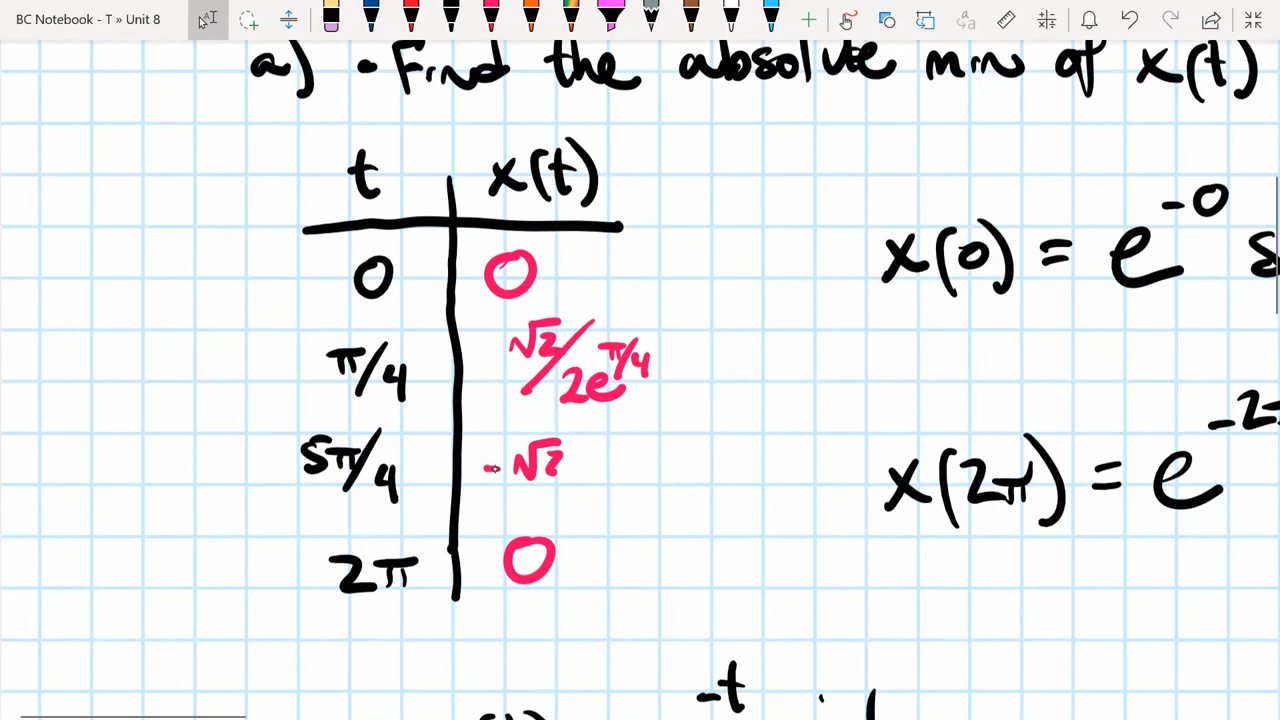 BC Notebook - T » Unit 8
a) • Find the absolute min of x(t)
t x(t)
0 0
π/4 √2/2e^π/4
5π/4 - √2
2π 0
x(0) = e^-0 s
x(2π) = e^-2π
-t